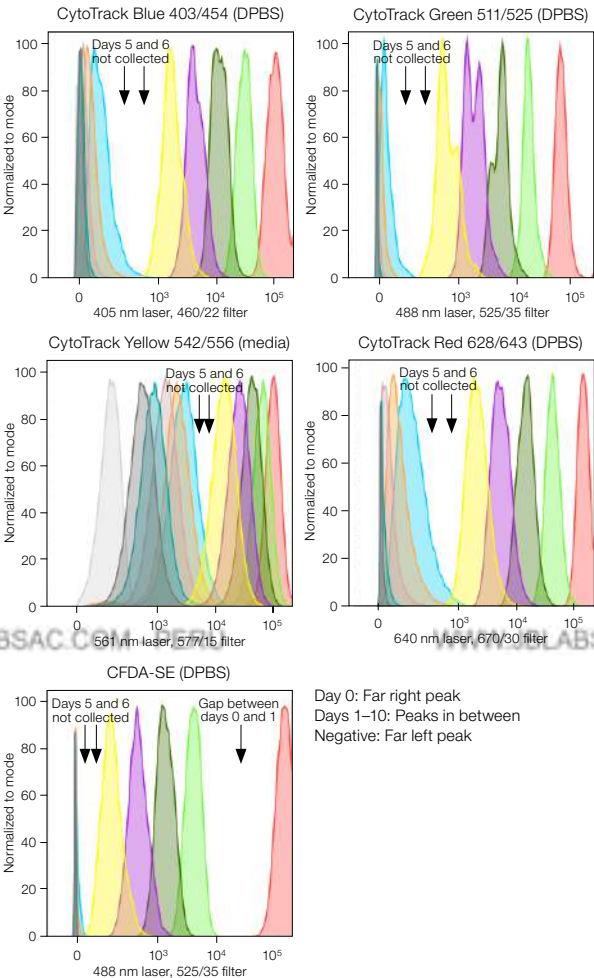 CytoTrack Blue 403/454 (DPBS)
Normalized to mode
100
80
60
40
20
0
Days 5 and 6
not collected
0 10³ 10⁴ 10⁵
405 nm laser, 460/22 filter
CytoTrack Green 511/525 (DPBS)
Normalized to mode
100
80
60
40
20
0
Days 5 and 6
not collected
0 10³ 10⁴ 10⁵
488 nm laser, 525/35 filter
CytoTrack Yellow 542/556 (media)
Normalized to mode
100
80
60
40
20
0
Days 5 and 6
not collected
0 10³ 10⁴ 10⁵
561 nm laser, 577/15 filter
CytoTrack Red 628/643 (DPBS)
Normalized to mode
100
80
60
40
20
0
Days 5 and 6
not collected
0 10³ 10⁴ 10⁵
640 nm laser, 670/30 filter
BSAC.COM - PERU
WWW.JBLABS
CFDA-SE (DPBS)
Normalized to mode
100
80
60
40
20
0
Days 5 and 6
not collected
Gap between
days 0 and 1
0 10³ 10⁴ 10⁵
488 nm laser, 525/35 filter
Day 0: Far right peak
Days 1–10: Peaks in between
Negative: Far left peak